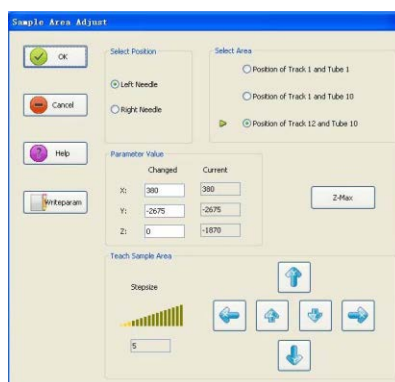 Sample Area Adjust
OK
Cancel
Help
Writeparam
Select Position
Left Needle
Right Needle
Select Area
Position of Track 1 and Tube 1
Position of Track 1 and Tube 10
Position of Track 12 and Tube 10
Parameter Value
Changed Current
X: 380 380
Y: -2675 -2675
Z: 0 -1870
Z-Max
Teach Sample Area
Stepsize
5